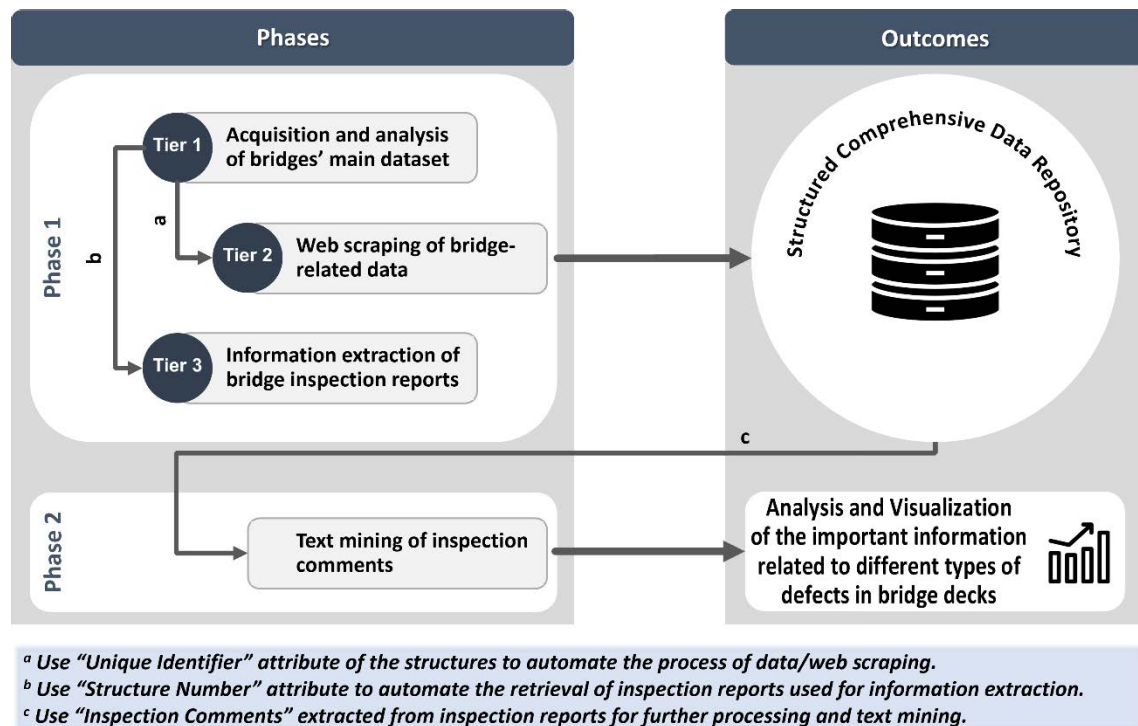 Phases
Outcomes
Phase 1
Tier 1
Acquisition and analysis
of bridges' main dataset
a
b
Tier 2
Web scraping of bridge-
related data
Tier 3
Information extraction of
bridge inspection reports
Structured Comprehensive Data Repository
c
Phase 2
Text mining of inspection
comments
Analysis and Visualization
of the important information
related to different types of
defects in bridge decks
a Use “Unique Identifier” attribute of the structures to automate the process of data/web scraping.
b Use “Structure Number” attribute to automate the retrieval of inspection reports used for information extraction.
c Use “Inspection Comments” extracted from inspection reports for further processing and text mining.